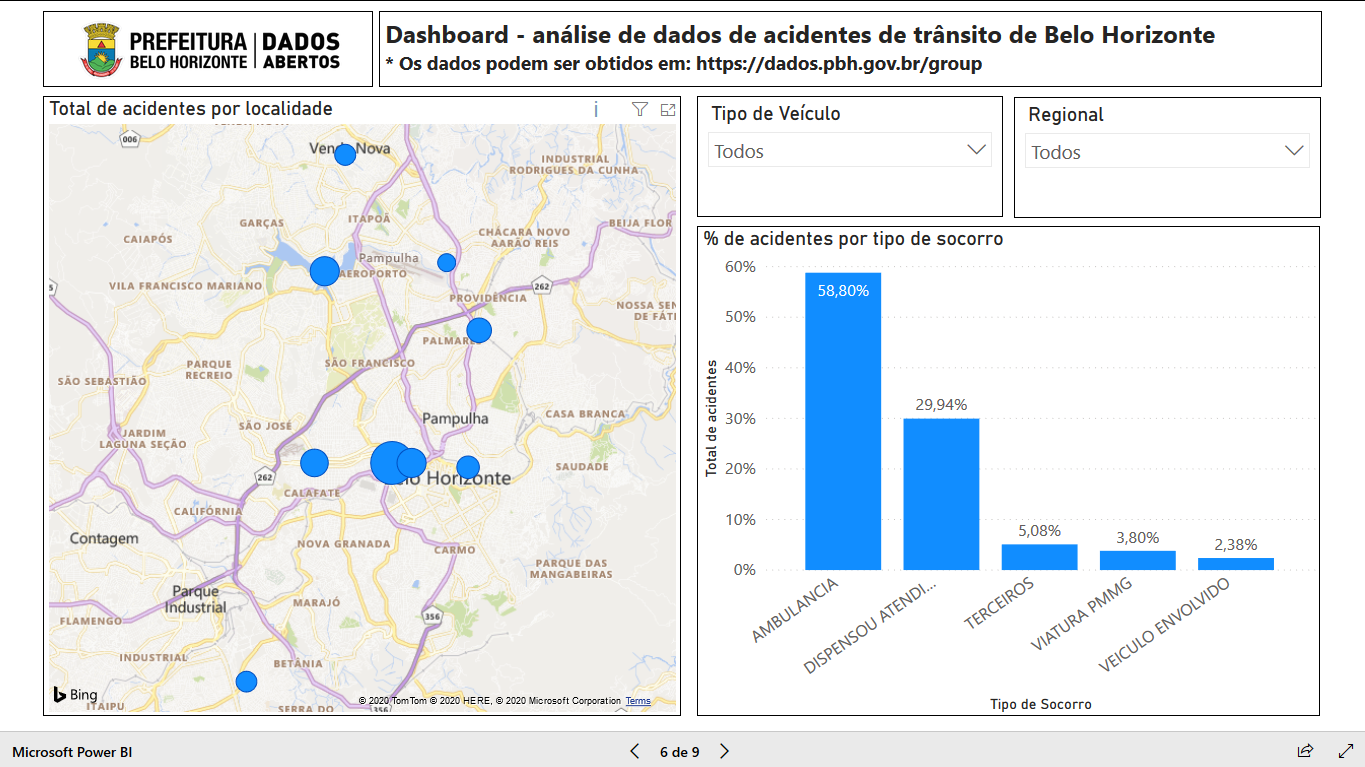 PREFEITURA
BELO HORIZONTE
DADOS
ABERTOS
Dashboard - análise de dados de acidentes de trânsito de Belo Horizonte
* Os dados podem ser obtidos em: https://dados.pbh.gov.br/group
Total de acidentes por localidade
006
Nova
INDUSTRIAL
RODRIGUES DA CUNHA
GARÇAS
ITAPOÃ
BEIJA FLOR
CAIAPÓS
CHÁCARA NOVO
AARÃO REIS
Pampulha
AEROPORTO
VILA FRANCISCO MARIANO
262
PROVIDÊNCIA
NOSSA
DE
PALMARE
SÃO FRANCISCO
PARQUE
RECREIO
SÃO SEBASTIÃO
CASA BRANCA
Pampulha
JARDIM
LAGUNA SEÇÃO
SÃO JOSÉ
SAUDADE
262
Horizonte
CALAFATE
CALIFÓRNIA
Contagem
NOVA GRANADA
CARMO
PARQUE DAS
MANGABEIRAS
Parque
Industrial
MARAJÓ
FLAMENGO
356
INDUSTRIAL
BETÂNIA
Bing
© 2020 TomTom © 2020 HERE, © 2020 Microsoft Corporation Terms
ITAIPU
SERRA DO
356
Tipo de Veículo
Todos
Regional
Todos
% de acidentes por tipo de socorro
Total de acidentes
60%
50%
40%
30%
20%
10%
0%
58,80%
29,94%
5,08%
3,80%
2,38%
AMBULANCIA
DISPENSOU ATENDI...
TERCEIROS
VIATURA PMMG
VEICULO ENVOLVIDO
Tipo de Socorro
Microsoft Power BI
6 de 9